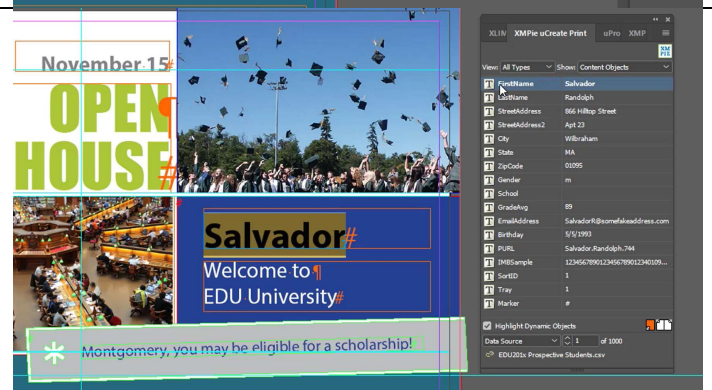 XLIM XMPie uCreate Print uPro XMP
XM
PIE
View: All Types Show: Content Objects
FirstName Salvador
LastName Randolph
StreetAddress 866 Hilltop Street
StreetAddress2 Apt 23
City Wilbraham
State MA
ZipCode 01095
Gender m
School
GradeAvg 89
EmailAddress SalvadorR@somefakeaddress.com
Birthday 5/5/1993
PURL Salvador.Randolph.744
IMBSample 1234567890123456789012340109...
SortID 1
Tray 1
Marker #
Highlight Dynamic Objects
Data Source 1 of 1000
EDU201x Prospective Students.csv
November 15#
OPEN¶
HOUSE#
Salvador#
Welcome to ¶
EDU University#
* Montgomery, you may be eligible for a scholarship!